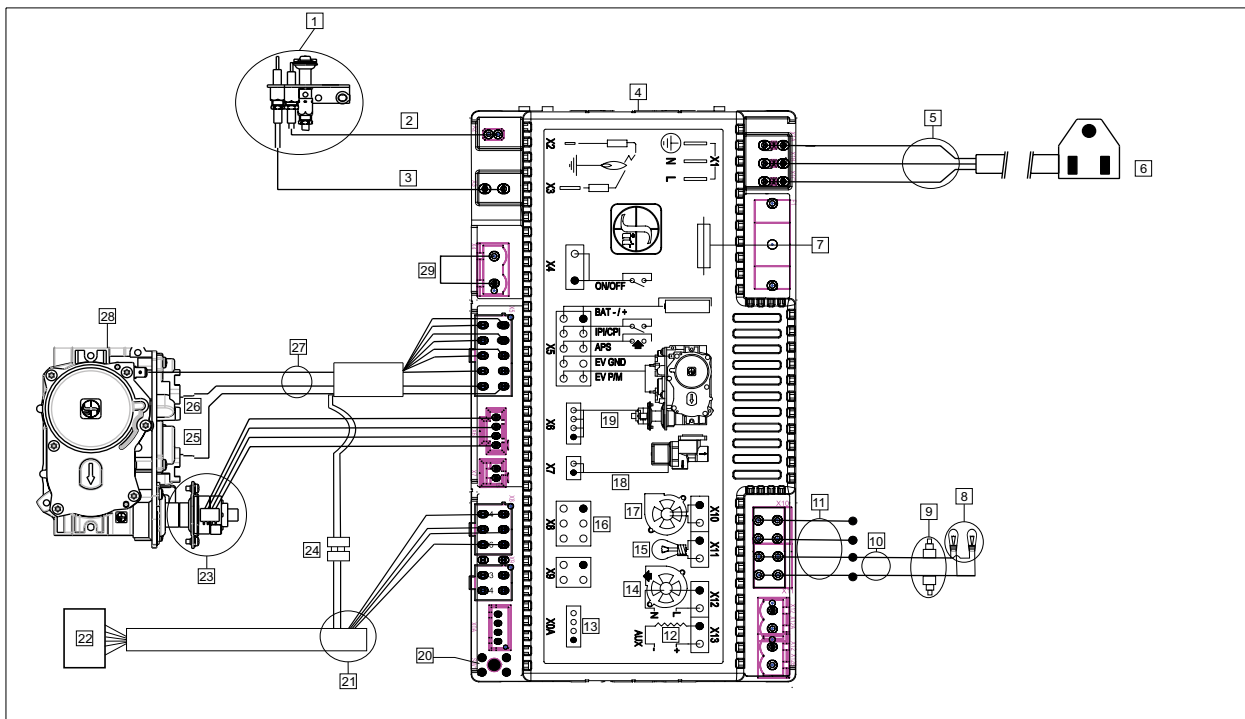 1
2
3
4
5
6
7
8
9
10
11
12
13
14
15
16
17
18
19
20
21
22
23
24
25
26
27
28
29
X2
X3
N
L
X1
X4
ON/OFF
BAT - / +
IPI/CPI
APS
EV GND
EV P/M
X5
X6
X7
X8
X9
X0A
X10
X11
X12
X13
N
L
AUX
-
+